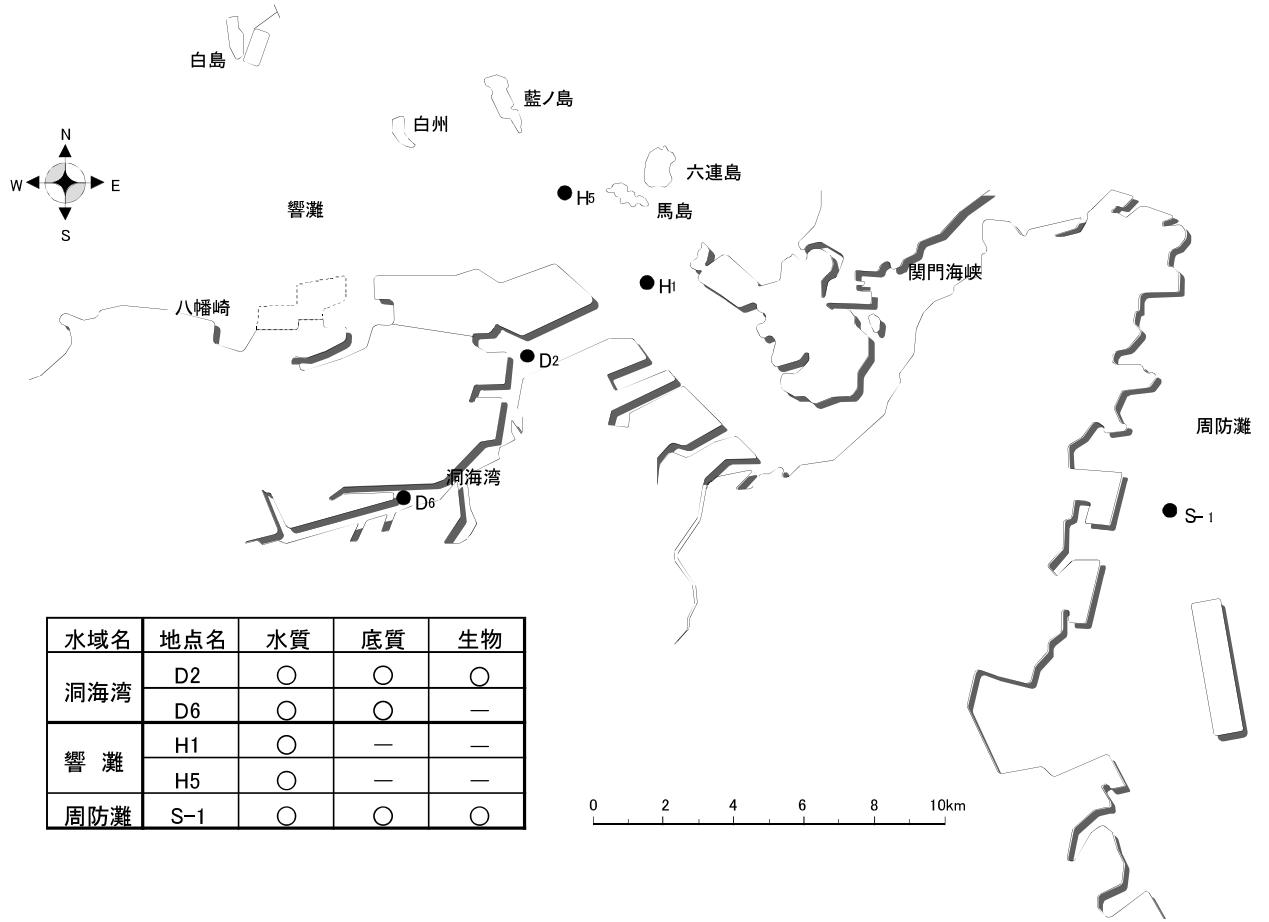 白島
藍ノ島
白州
N
W E
S
六連島
H5
馬島
響灘
関門海峡
H1
八幡崎
D2
周防灘
洞海湾
D6
S-1
水域名 地点名 水質 底質 生物
洞海湾 D2 ○ ○ ○
D6 ○ ○ －
響 灘 H1 ○ － －
H5 ○ － －
周防灘 S-1 ○ ○ ○
0 2 4 6 8 10km